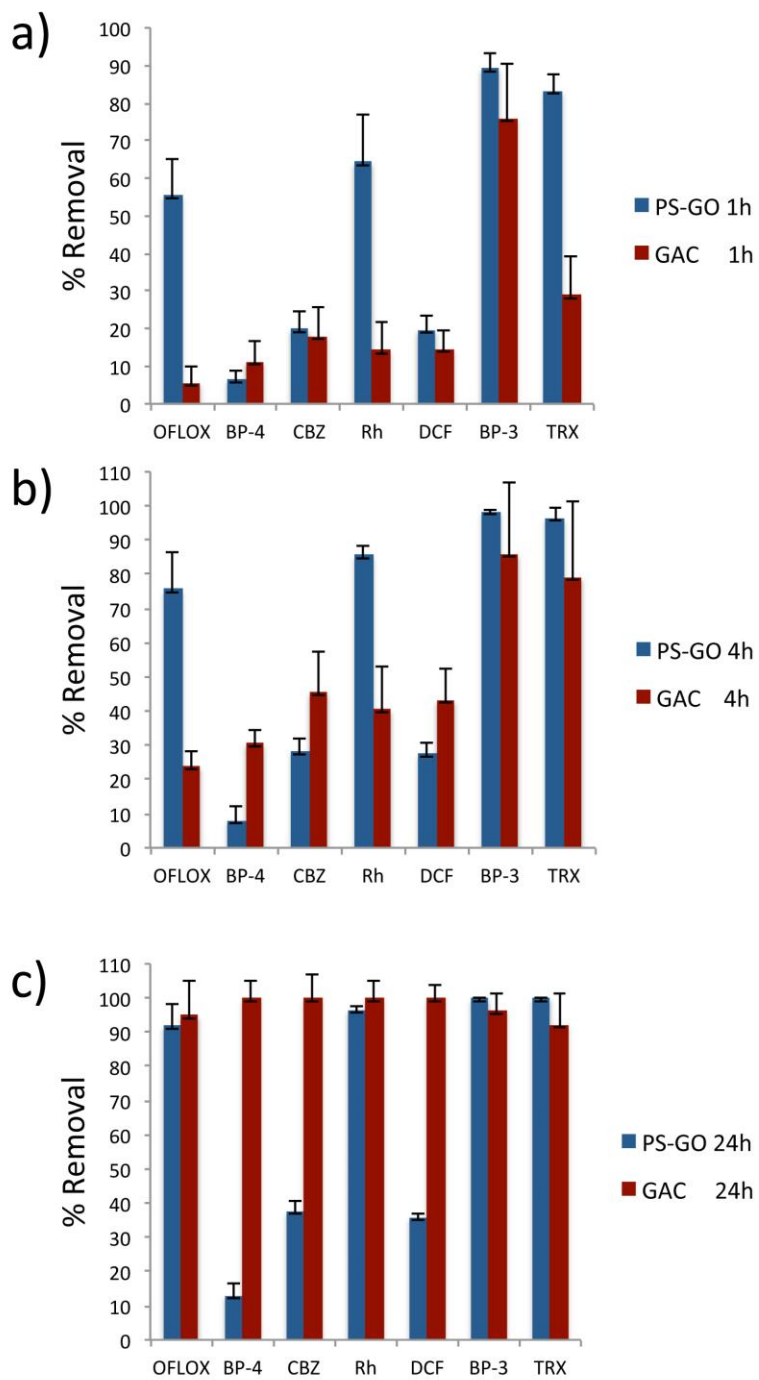 a)
% Removal
100
90
80
70
60
50
40
30
20
10
0
OFLOX BP-4 CBZ Rh DCF BP-3 TRX
PS-GO 1h
GAC 1h
b)
% Removal
110
100
90
80
70
60
50
40
30
20
10
0
OFLOX BP-4 CBZ Rh DCF BP-3 TRX
PS-GO 4h
GAC 4h
c)
% Removal
110
100
90
80
70
60
50
40
30
20
10
0
OFLOX BP-4 CBZ Rh DCF BP-3 TRX
PS-GO 24h
GAC 24h